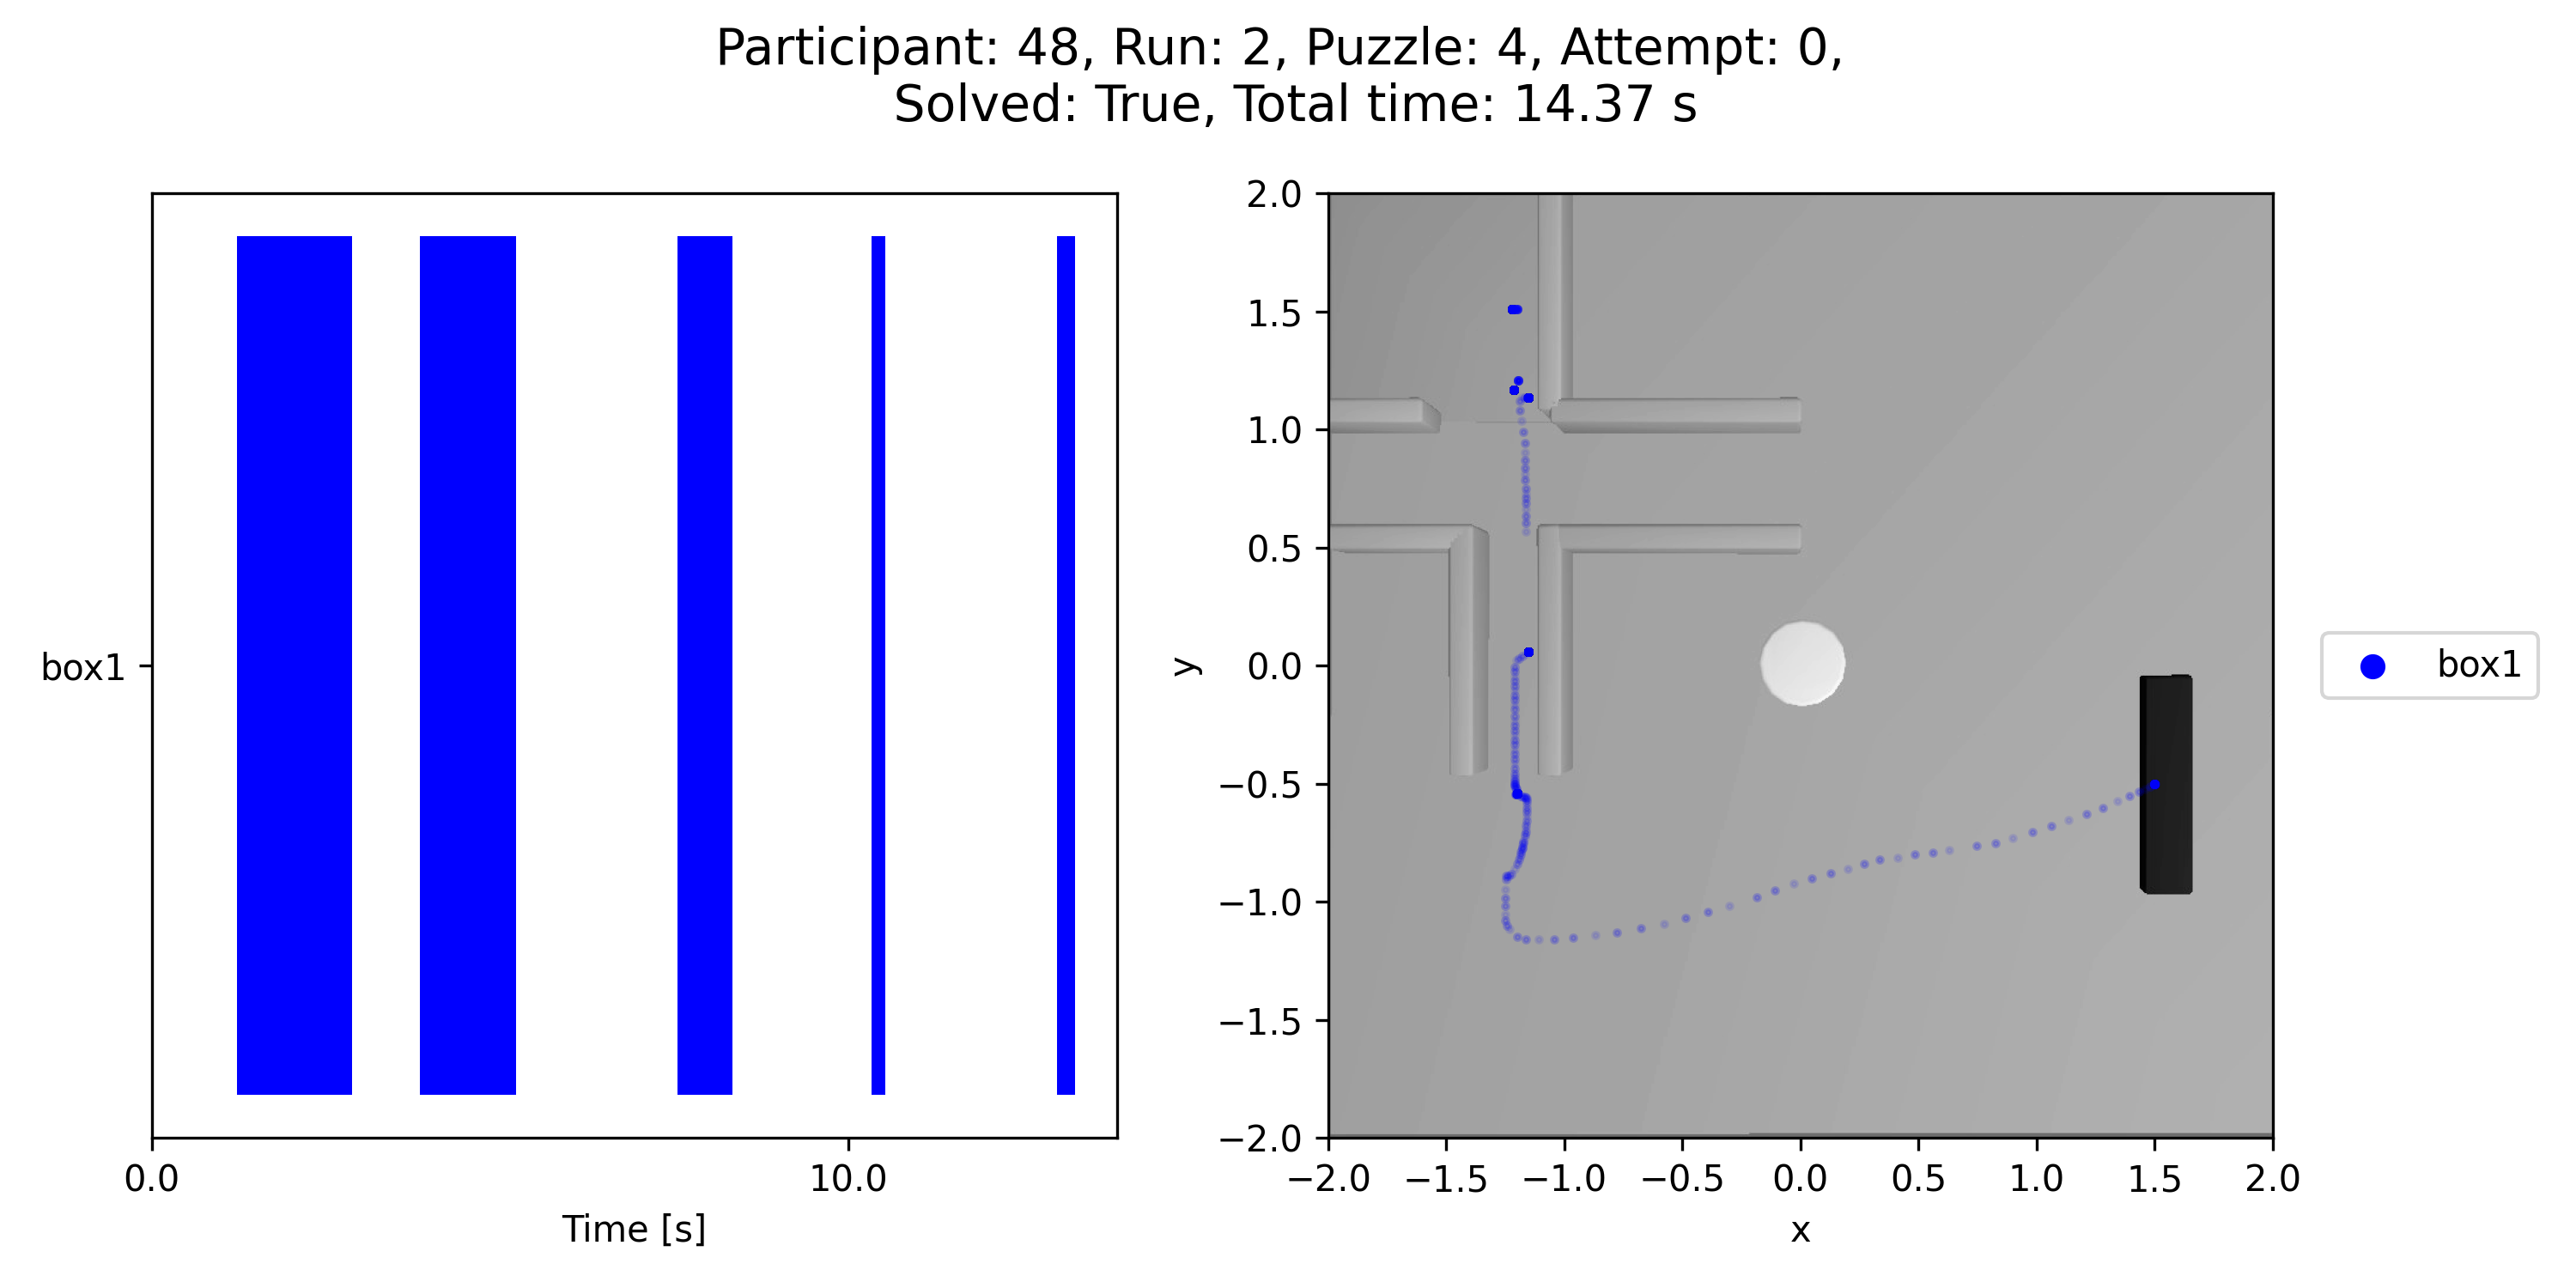 Participant: 48, Run: 2, Puzzle: 4, Attempt: 0,
Solved: True, Total time: 14.37 s
box1
0.0
10.0
Time [s]
y
2.0
1.5
1.0
0.5
0.0
−0.5
−1.0
−1.5
−2.0
−2.0 −1.5 −1.0 −0.5 0.0 0.5 1.0 1.5 2.0
x
box1